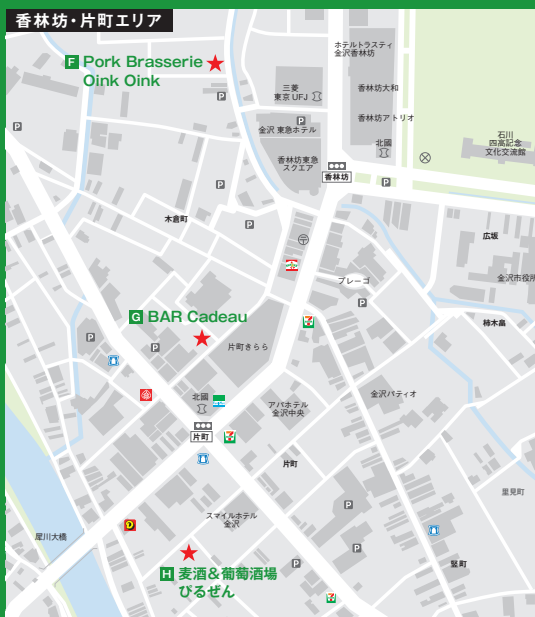 香林坊・片町エリア
F Pork Brasserie
Oink Oink
ホテルトラスティ
金沢香林坊
三菱
東京UFJ
香林坊大和
P
P
金沢 東急ホテル
香林坊アトリオ
北國
石川
四高記念
文化交流館
P
香林坊東急
スクエア
香林坊
P
P
木倉町
P
広坂
金沢市役所
プレーゴ
P
柿木畠
G BAR Cadeau
7
P
P
片町きらら
金沢パティオ
北國
アパホテル
金沢中央
片町
7
片町
里見町
スマイルホテル
金沢
P
D
犀川大橋
P
P
竪町
H 麦酒&葡萄酒場
びるぜん
7